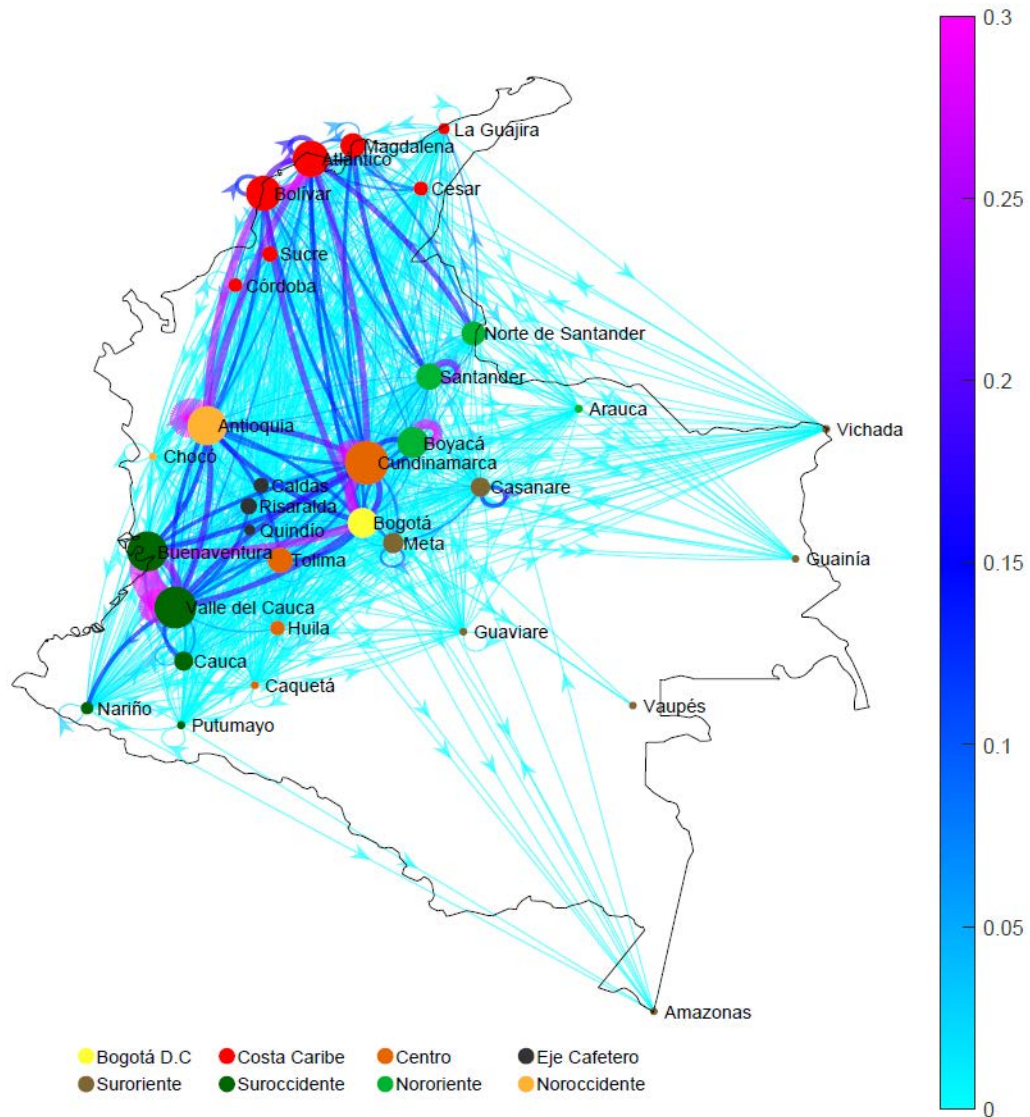 0.3
La Guájira
Magdalena
Atlántico
Cesar
Bolívar
0.25
Sucre
Córdoba
Norte de Santander
Santander
0.2
Arauca
Antioquia
Vichada
Boyacá
Chocó
Cundinamarca
Caldas
Casanare
Risaralda
Bogotá
Quindío
Meta
Buenaventura
Tolima
Guainía
0.15
Valle del Cauca
Huila
Guaviare
Cauca
Caquetá
Nariño
Vaupés
Putumayo
0.1
0.05
Amazonas
Bogotá D.C Costa Caribe Centro Eje Cafetero
Suroriente Suroccidente Nororiente Noroccidente
0